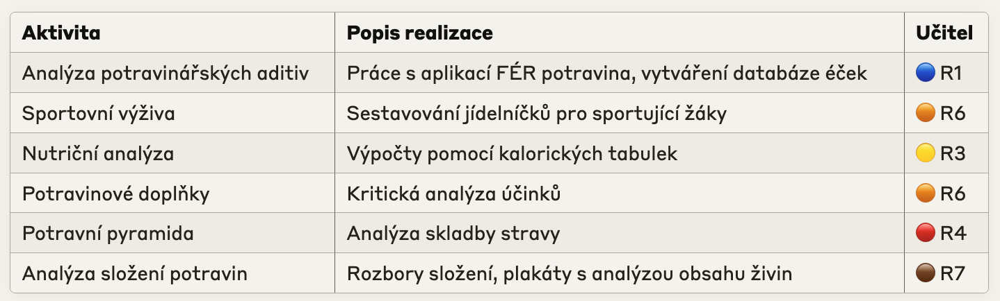 Aktivita Popis realizace Učitel
Analýza potravinářských aditiv Práce s aplikací FÉR potravina, vytváření databáze éček R1
Sportovní výživa Sestavování jídelníčků pro sportující žáky R6
Nutriční analýza Výpočty pomocí kalorických tabulek R3
Potravinové doplňky Kritická analýza účinků R6
Potravní pyramida Analýza skladby stravy R4
Analýza složení potravin Rozbory složení, plakáty s analýzou obsahu živin R7